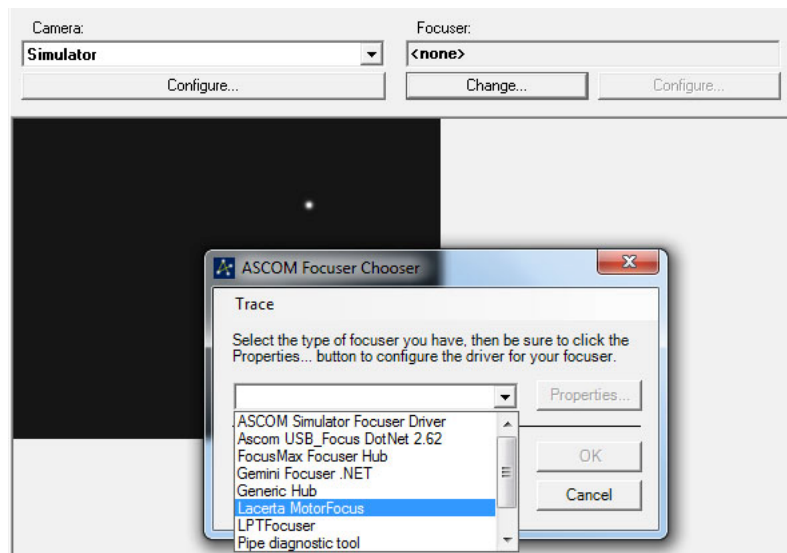 Camera:
Focuser:
Simulator
<none>
Configure...
Change...
Configure...
ASCOM Focuser Chooser
Trace
Select the type of focuser you have, then be sure to click the
Properties... button to configure the driver for your focuser.
Properties...
ASCOM Simulator Focuser Driver
Ascom USB_Focus DotNet 2.62
FocusMax Focuser Hub
Gemini Focuser .NET
Generic Hub
Lacerta MotorFocus
LPTFocuser
Pipe diagnostic tool
OK
Cancel